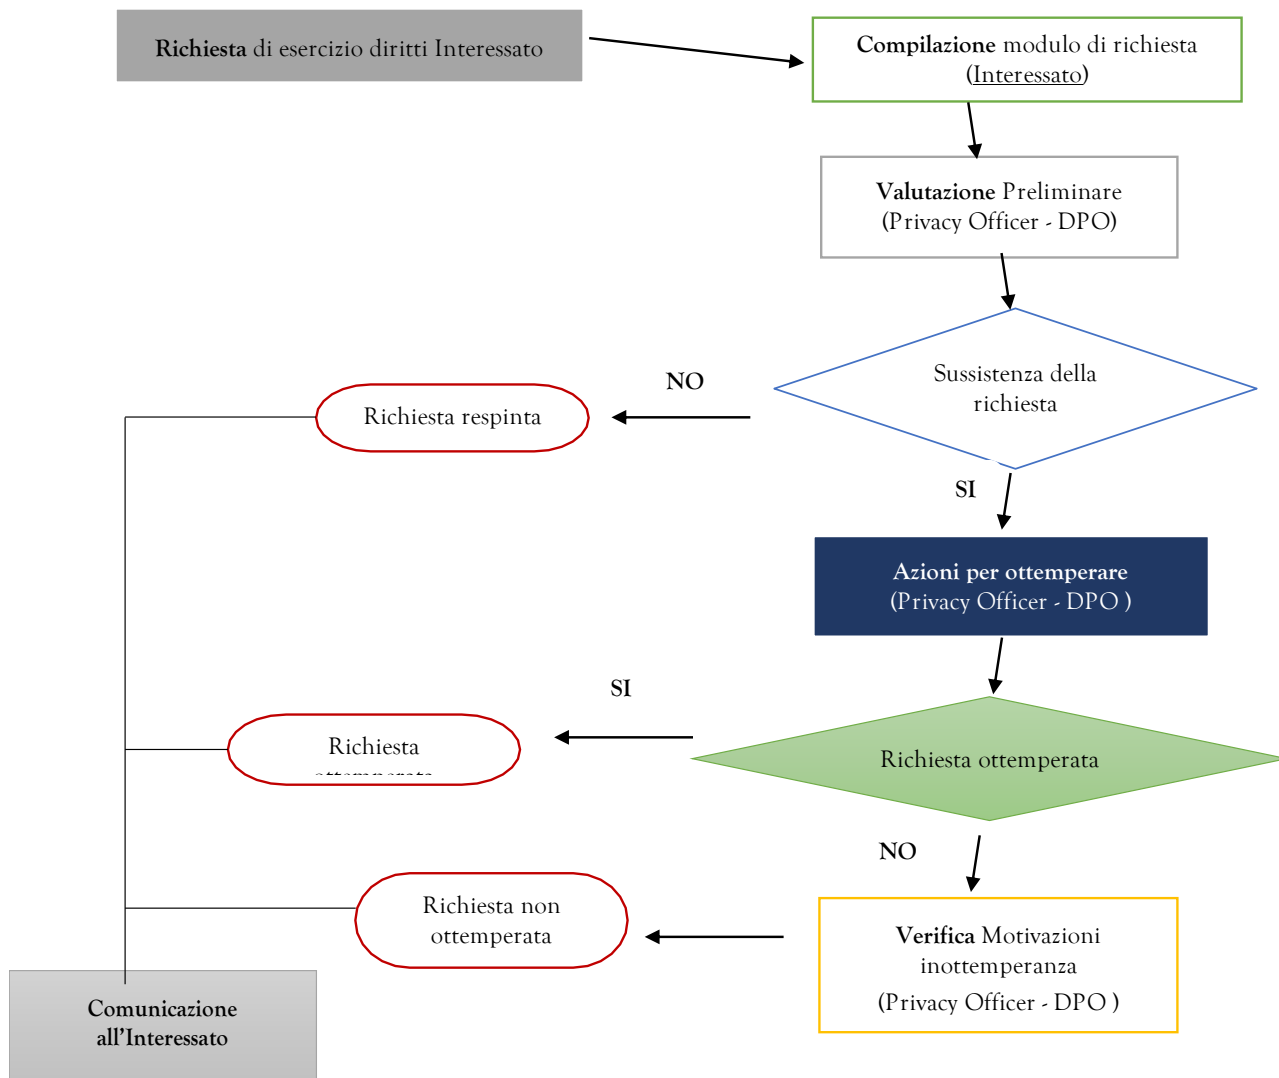 Richiesta di esercizio diritti Interessato
Compilazione modulo di richiesta
(Interessato)
Valutazione Preliminare
(Privacy Officer - DPO)
Sussistenza della
richiesta
NO
Richiesta respinta
SI
Azioni per ottemperare
(Privacy Officer - DPO )
SI
Richiesta
Richiesta ottemperata
NO
Richiesta non
ottemperata
Verifica Motivazioni
inottemperanza
(Privacy Officer - DPO )
Comunicazione
all'Interessato